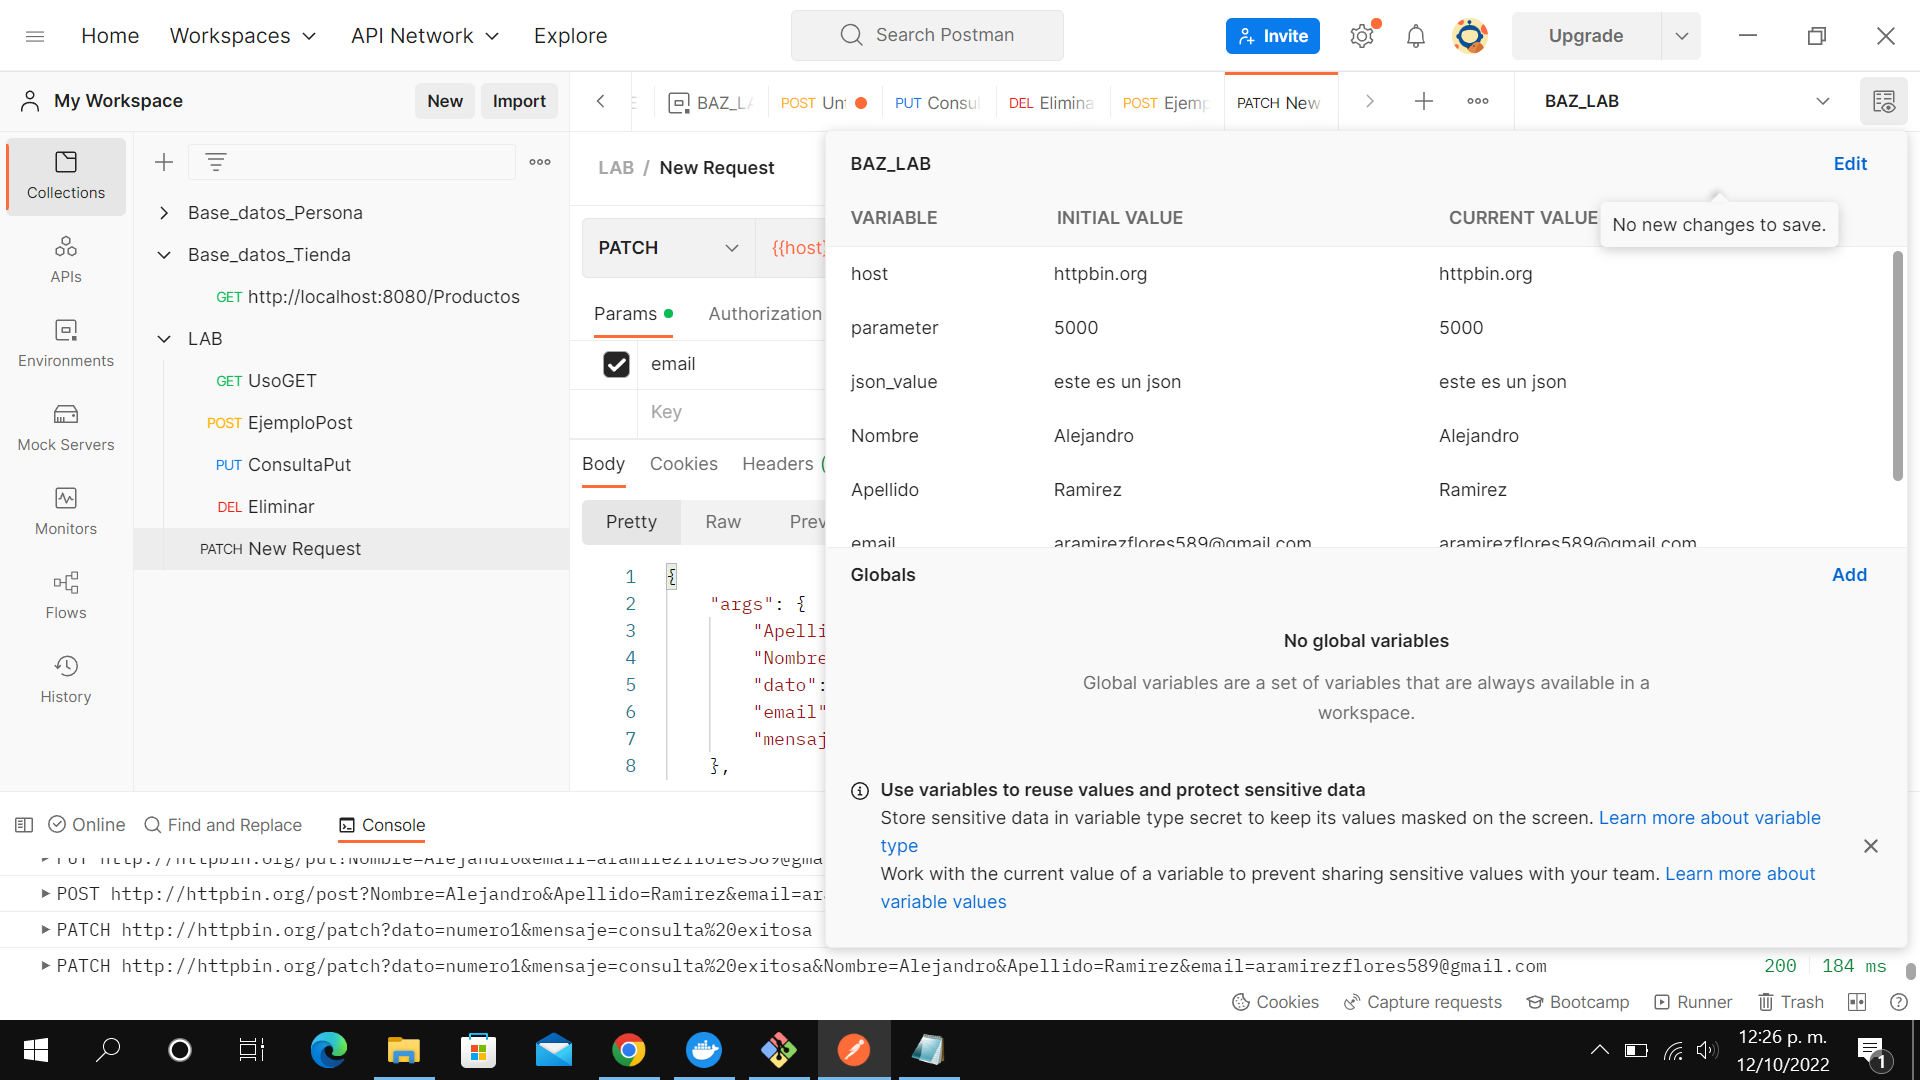 Home Workspaces API Network Explore Search Postman Invite Upgrade
My Workspace New Import
BAZ_LA POST Unt PUT Consul DEL Elimina POST Ejemp PATCH New BAZ_LAB
Collections
APIs
Environments
Mock Servers
Monitors
Flows
History
Base_datos_Persona
Base_datos_Tienda
GET http://localhost:8080/Productos
LAB
GET UsoGET
POST EjemploPost
PUT ConsultaPut
DEL Eliminar
PATCH New Request
LAB / New Request
PATCH {{host}
Params Authorization
email
Key
Body Cookies Headers (
Pretty Raw Prev
1 {
2 "args": {
3 "Apelli
4 "Nombre
5 "dato":
6 "email"
7 "mensaj
8 },
BAZ_LAB Edit
VARIABLE INITIAL VALUE CURRENT VALUE
No new changes to save.
host httpbin.org httpbin.org
parameter 5000 5000
json_value este es un json este es un json
Nombre Alejandro Alejandro
Apellido Ramirez Ramirez
email aramirezflores589@gmail.com aramirezflores589@gmail.com
Globals Add
No global variables
Global variables are a set of variables that are always available in a
workspace.
Use variables to reuse values and protect sensitive data
Store sensitive data in variable type secret to keep its values masked on the screen. Learn more about variable
type
Work with the current value of a variable to prevent sharing sensitive values with your team. Learn more about
variable values
Online Find and Replace Console
PUT http://httpbin.org/put?Nombre=Alejandro&email=aramirezflores589@gma
POST http://httpbin.org/post?Nombre=Alejandro&Apellido=Ramirez&email=ar
PATCH http://httpbin.org/patch?dato=numero1&mensaje=consulta%20exitosa
PATCH http://httpbin.org/patch?dato=numero1&mensaje=consulta%20exitosa&Nombre=Alejandro&Apellido=Ramirez&email=aramirezflores589@gmail.com 200 184 ms
Cookies Capture requests Bootcamp Runner Trash
12:26 p. m.
12/10/2022
1